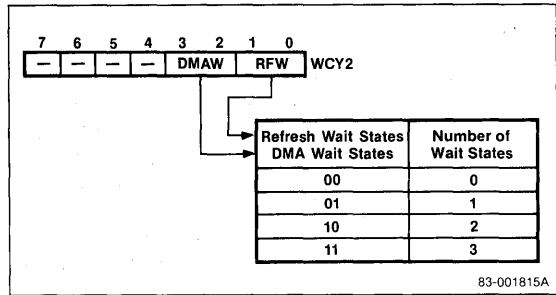 7 6 5 4 3 2 1 0
— — — — DMAW RFW WCY2
Refresh Wait States Number of
DMA Wait States Wait States
00 0
01 1
10 2
11 3
83-001815A